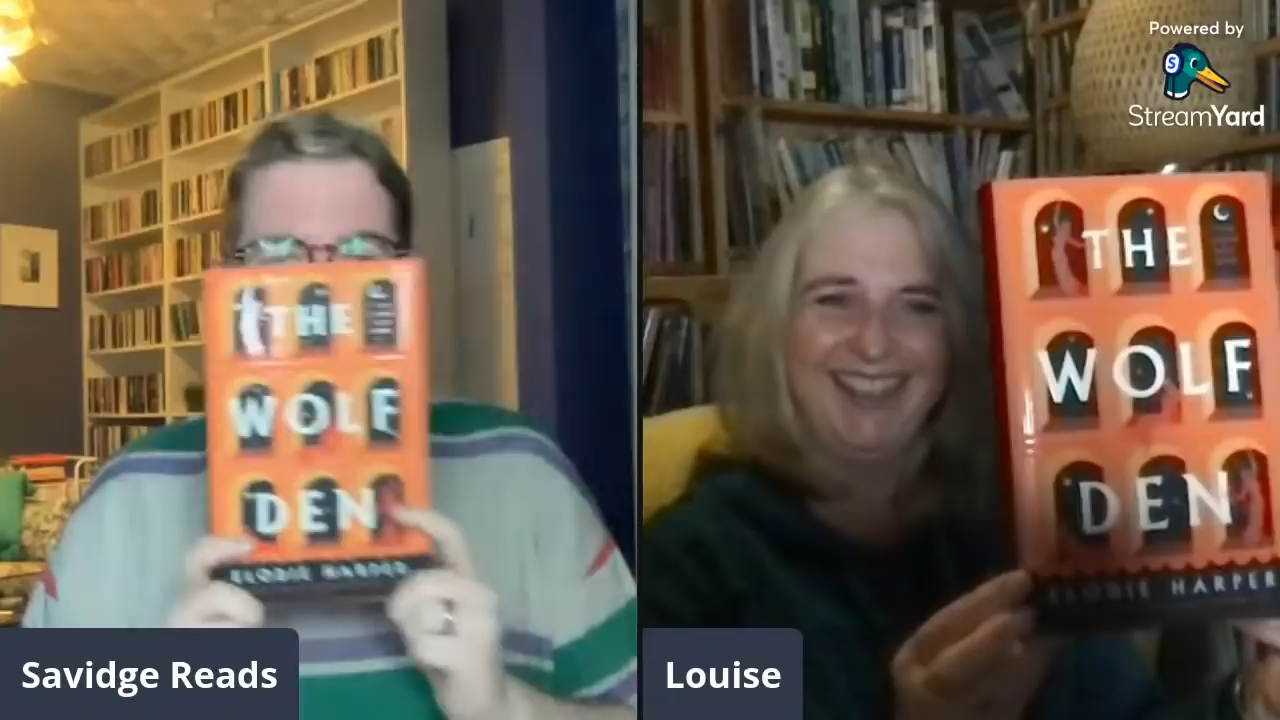 Powered by
StreamYard
THE
WOLF
DEN
ELODIE HARPER
THE
WOLF
DEN
ELODIE HARPER
Savidge Reads
Louise